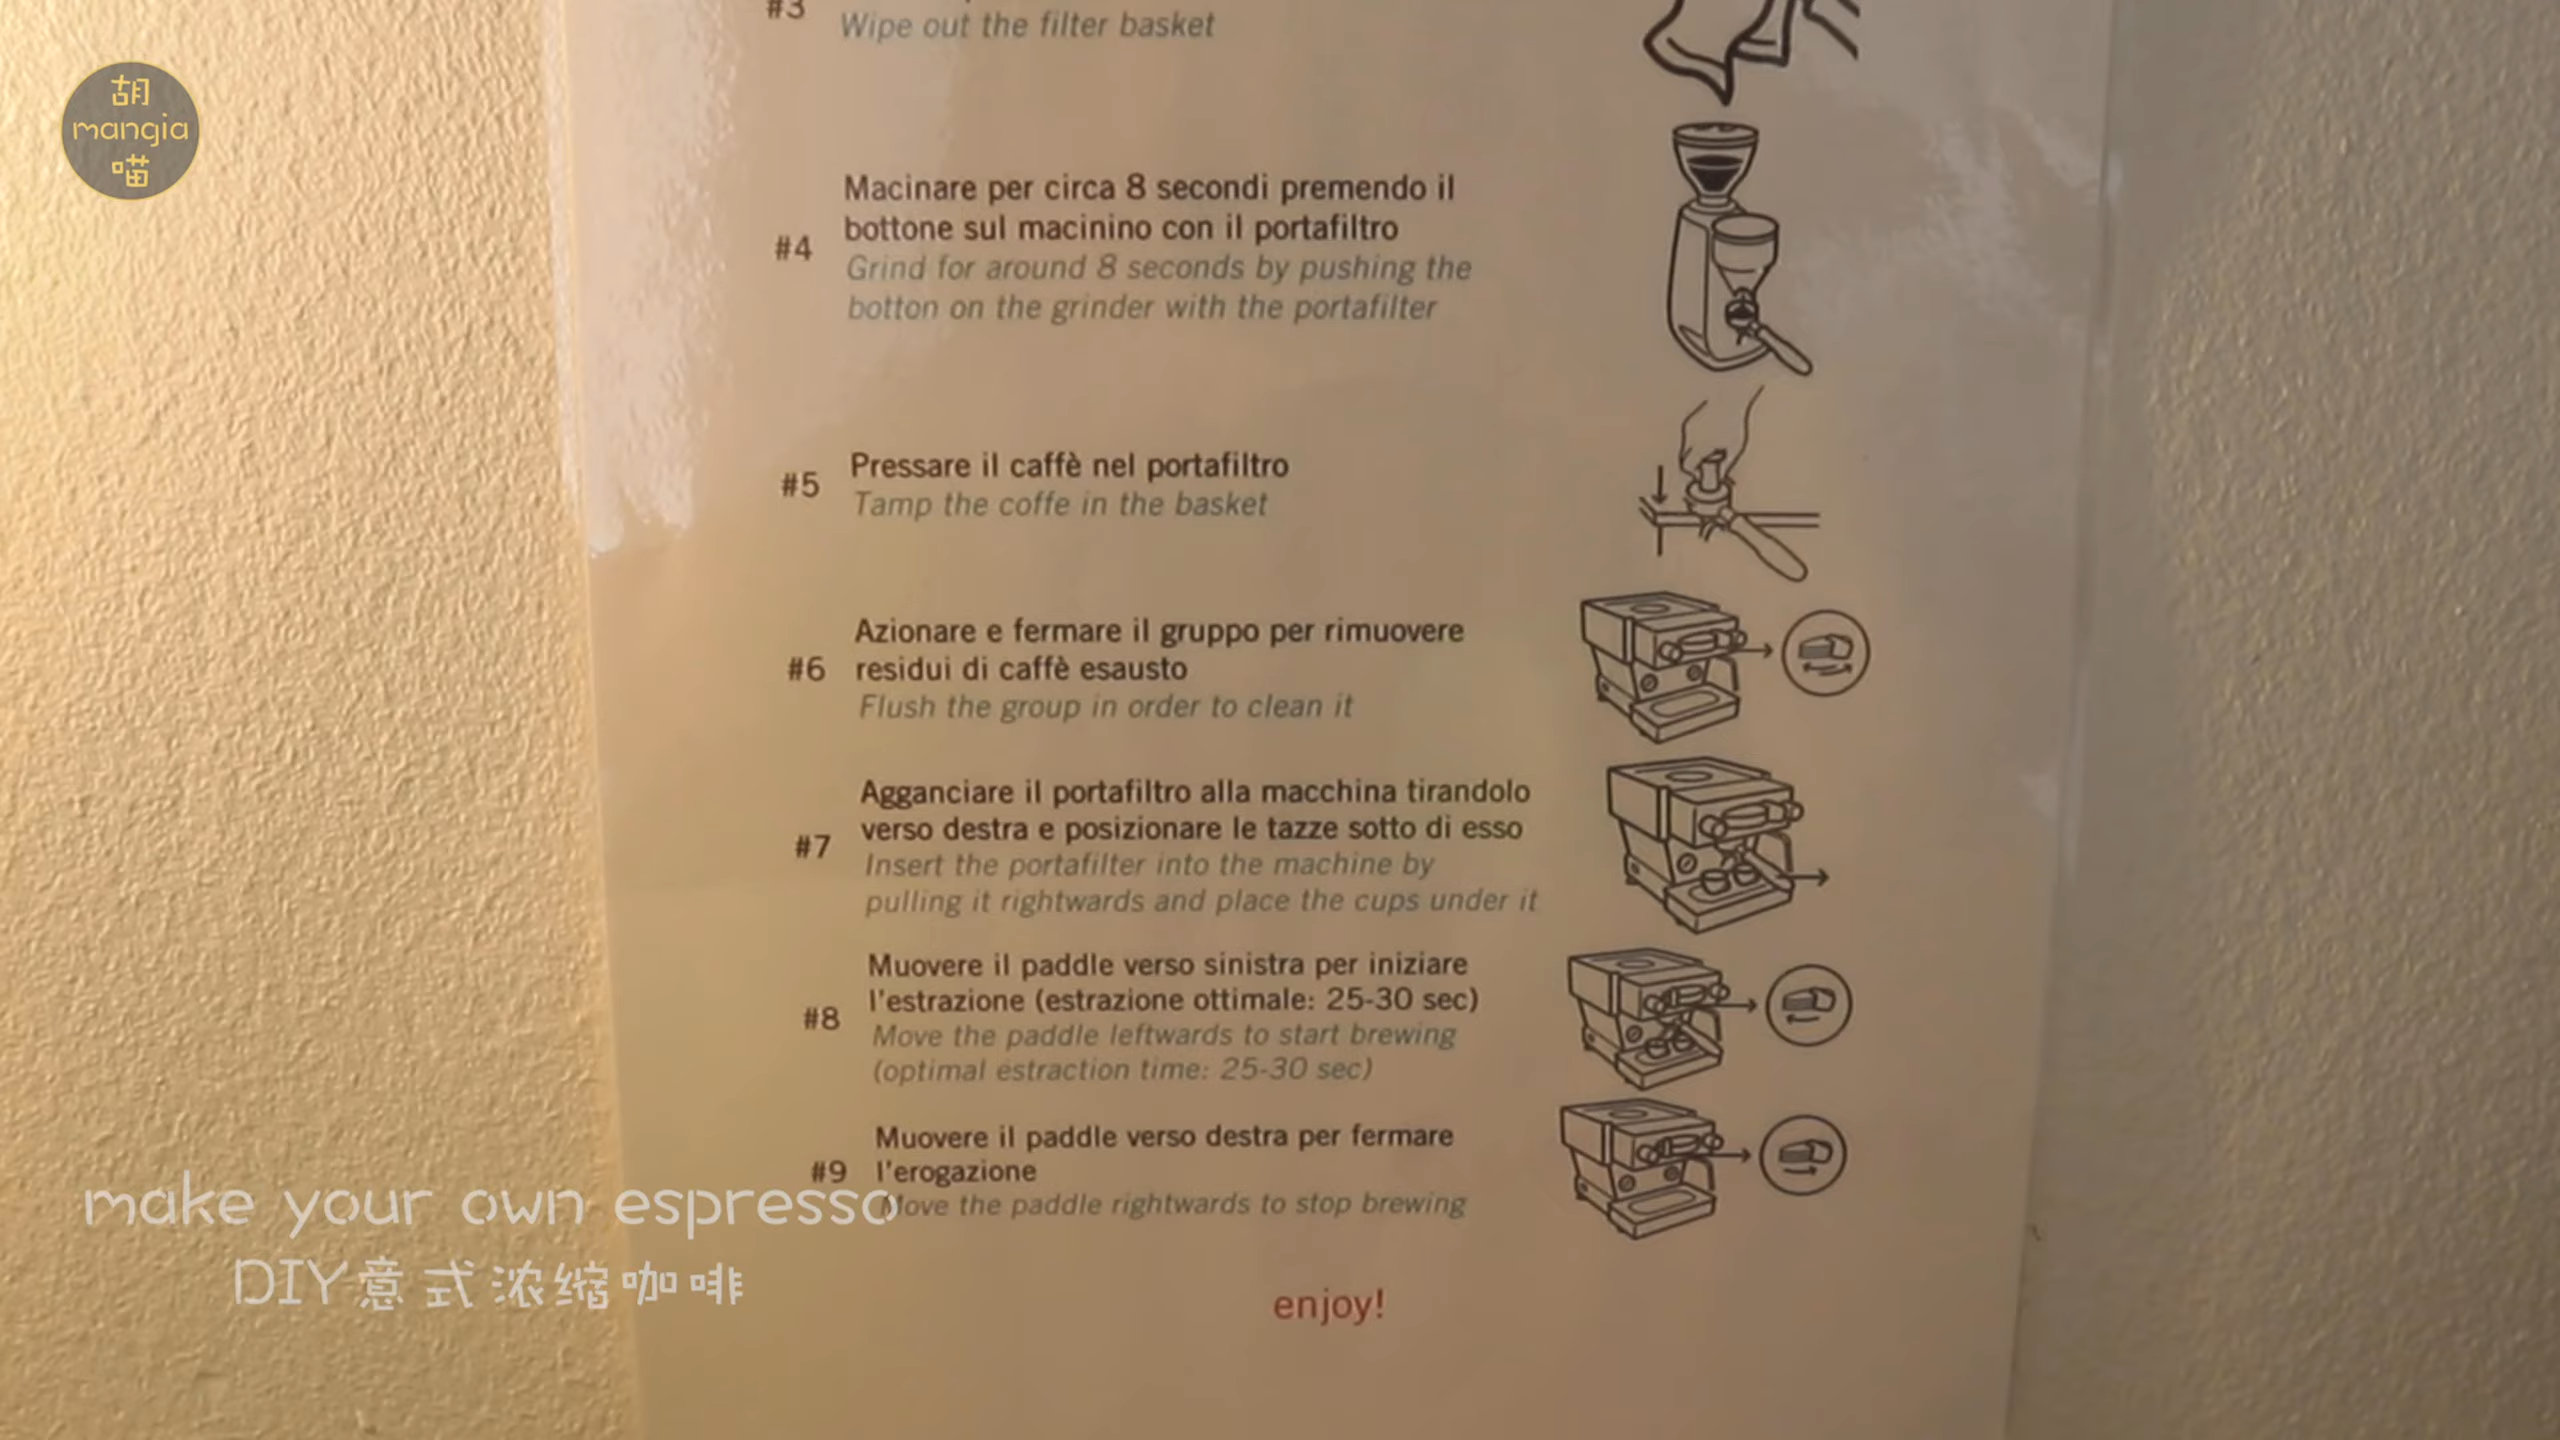 胡
mangia
喵
#3
Wipe out the filter basket
#4
Macinare per circa 8 secondi premendo il
bottone sul macinino con il portafiltro
Grind for around 8 seconds by pushing the
botton on the grinder with the portafilter
#5
Pressare il caffè nel portafiltro
Tamp the coffe in the basket
#6
Azionare e fermare il gruppo per rimuovere
residui di caffè esausto
Flush the group in order to clean it
#7
Agganciare il portafiltro alla macchina tirandolo
verso destra e posizionare le tazze sotto di esso
Insert the portafilter into the machine by
pulling it rightwards and place the cups under it
#8
Muovere il paddle verso sinistra per iniziare
l'estrazione (estrazione ottimale: 25-30 sec)
Move the paddle leftwards to start brewing
(optimal estraction time: 25-30 sec)
#9
Muovere il paddle verso destra per fermare
l'erogazione
Move the paddle rightwards to stop brewing
make your own espresso
DIY意式浓缩咖啡
enjoy!